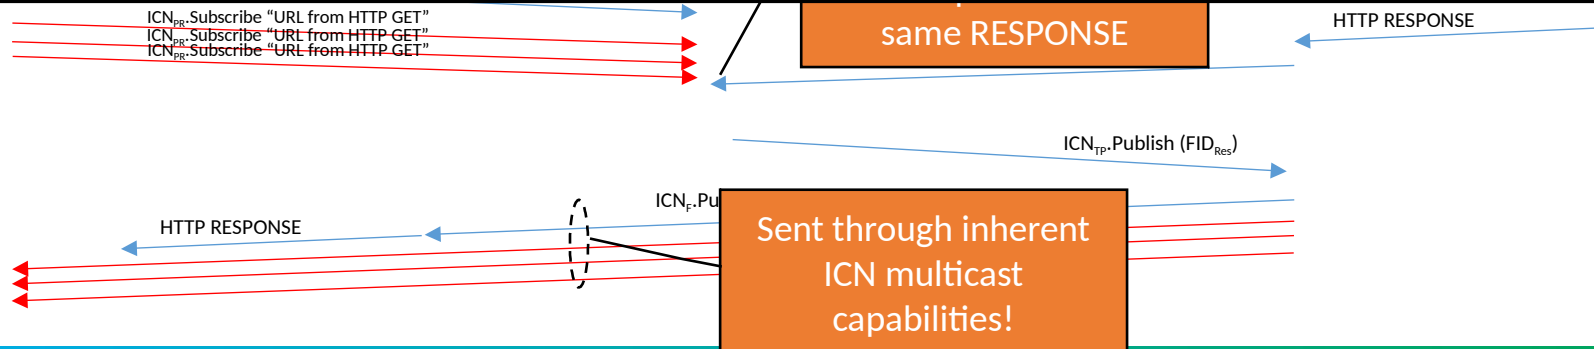 ICNPR.Subscribe “URL from HTTP GET”
ICNPR.Subscribe “URL from HTTP GET”
ICNPR.Subscribe “URL from HTTP GET”
same RESPONSE
HTTP RESPONSE
ICNTP.Publish (FIDRes)
ICNF.Pu
HTTP RESPONSE
Sent through inherent
ICN multicast
capabilities!